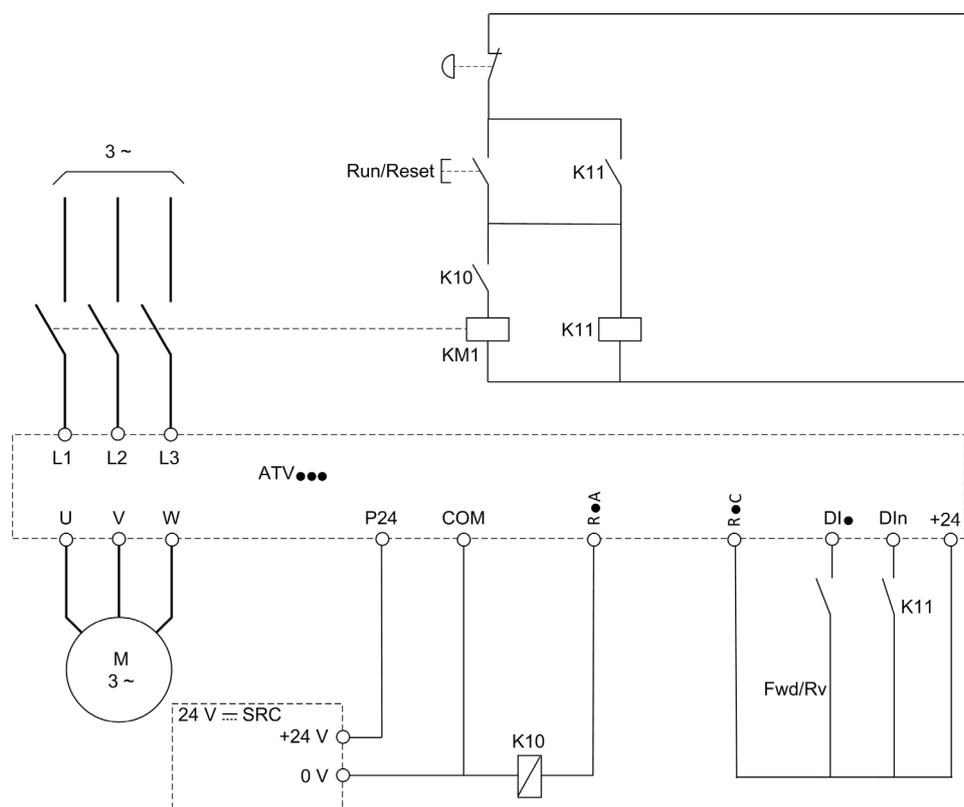 3 ~
Run/Reset
K11
K10
KM1
K11
L1 L2 L3
ATV●●●
U V W P24 COM R●A R●C DI● DIn +24
K11
M
3 ~
Fwd/Rv
24 V ⎓ SRC
+24 V
K10
0 V